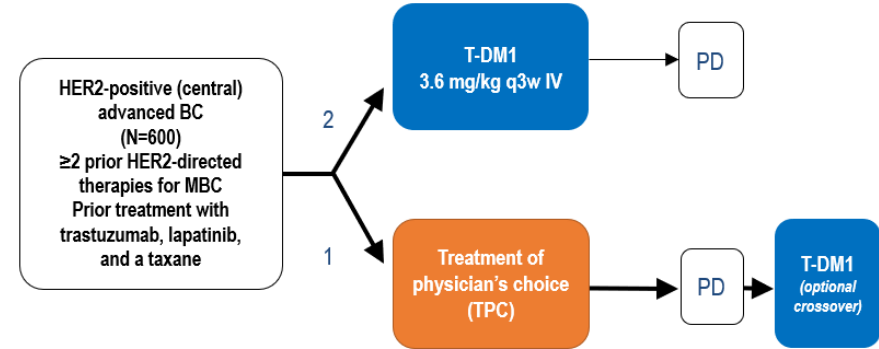 HER2-positive (central)
advanced BC
(N=600)
≥2 prior HER2-directed
therapies for MBC
Prior treatment with
trastuzumab, lapatinib,
and a taxane
2
T-DM1
3.6 mg/kg q3w IV
PD
1
Treatment of
physician's choice
(TPC)
PD
T-DM1
(optional
crossover)